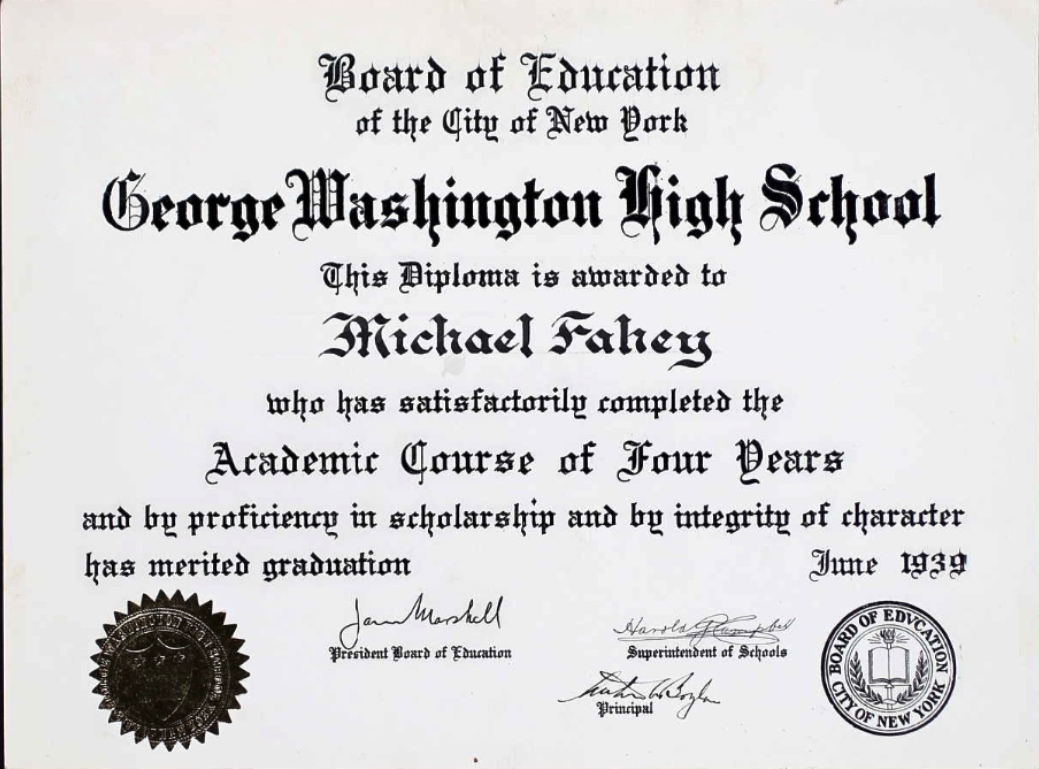 Board of Education
of the City of New York
George Washington High School
This Diploma is awarded to
Michael Fahey
who has satisfactorily completed the
Academic Course of Four Years
and by proficiency in scholarship and by integrity of character
has merited graduation
June 1939
James Marshall
President Board of Education
Harold G Campbell
Superintendent of Schools
Principal
BOARD OF EDVCATION
CITY OF NEW YORK